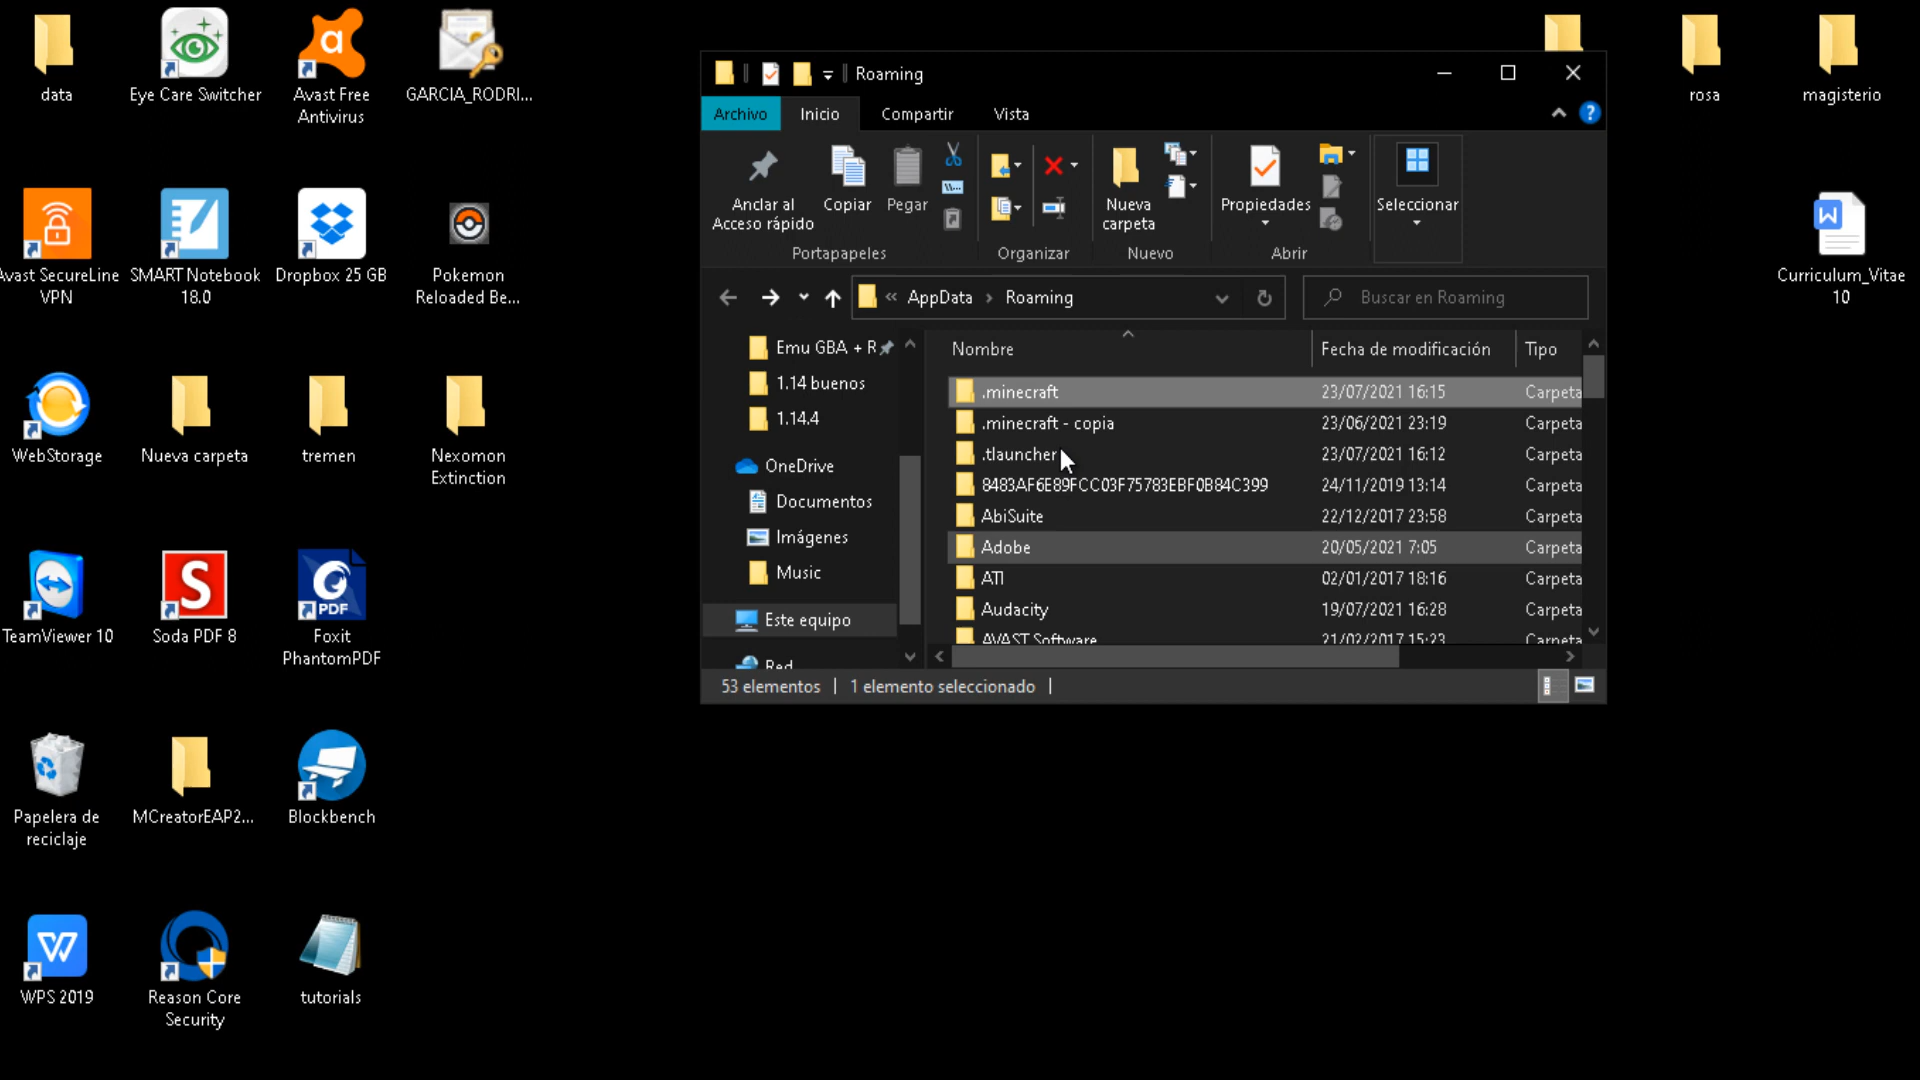 data
Eye Care Switcher
Avast Free
Antivirus
GARCIA_RODRI...
rosa
magisterio
Avast SecureLine
VPN
SMART Notebook
18.0
Dropbox 25 GB
Pokemon
Reloaded Be...
Curriculum_Vitae
10
WebStorage
Nueva carpeta
tremen
Nexomon
Extinction
TeamViewer 10
Soda PDF 8
PDF
Foxit
PhantomPDF
Papelera de
reciclaje
MCreatorEAP2...
Blockbench
WPS 2019
Reason Core
Security
tutorials
Roaming
Archivo
Inicio
Compartir
Vista
Anclar al
Acceso rápido
Copiar
Pegar
Nueva
carpeta
Propiedades
Seleccionar
Portapapeles
Organizar
Nuevo
Abrir
« AppData › Roaming
Buscar en Roaming
Emu GBA + R
1.14 buenos
1.14.4
OneDrive
Documentos
Imágenes
Music
Este equipo
Red
Nombre Fecha de modificación Tipo
.minecraft 23/07/2021 16:15 Carpeta
.minecraft - copia 23/06/2021 23:19 Carpeta
.tlauncher 23/07/2021 16:12 Carpeta
8483AF6E89FCC03F75783EBF0B84C399 24/11/2019 13:14 Carpeta
AbiSuite 22/12/2017 23:58 Carpeta
Adobe 20/05/2021 7:05 Carpeta
ATI 02/01/2017 18:16 Carpeta
Audacity 19/07/2021 16:28 Carpeta
AVAST Software 21/02/2017 15:23 Carpeta
53 elementos
1 elemento seleccionado